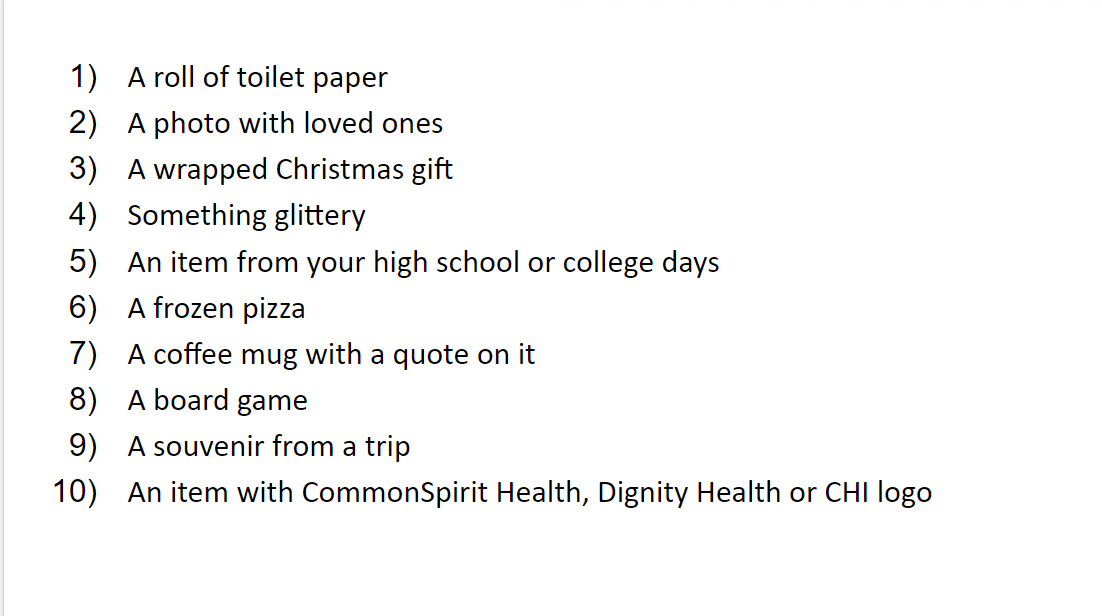 1) A roll of toilet paper
2) A photo with loved ones
3) A wrapped Christmas gift
4) Something glittery
5) An item from your high school or college days
6) A frozen pizza
7) A coffee mug with a quote on it
8) A board game
9) A souvenir from a trip
10) An item with CommonSpirit Health, Dignity Health or CHI logo